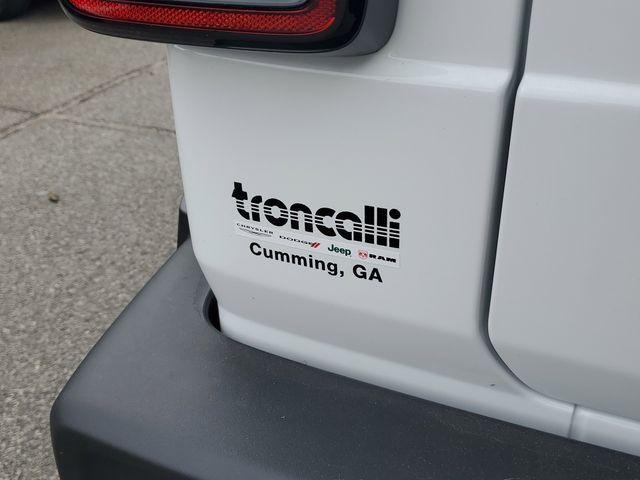 troncalli
CHRYSLER DODGE Jeep RAM
Cumming, GA